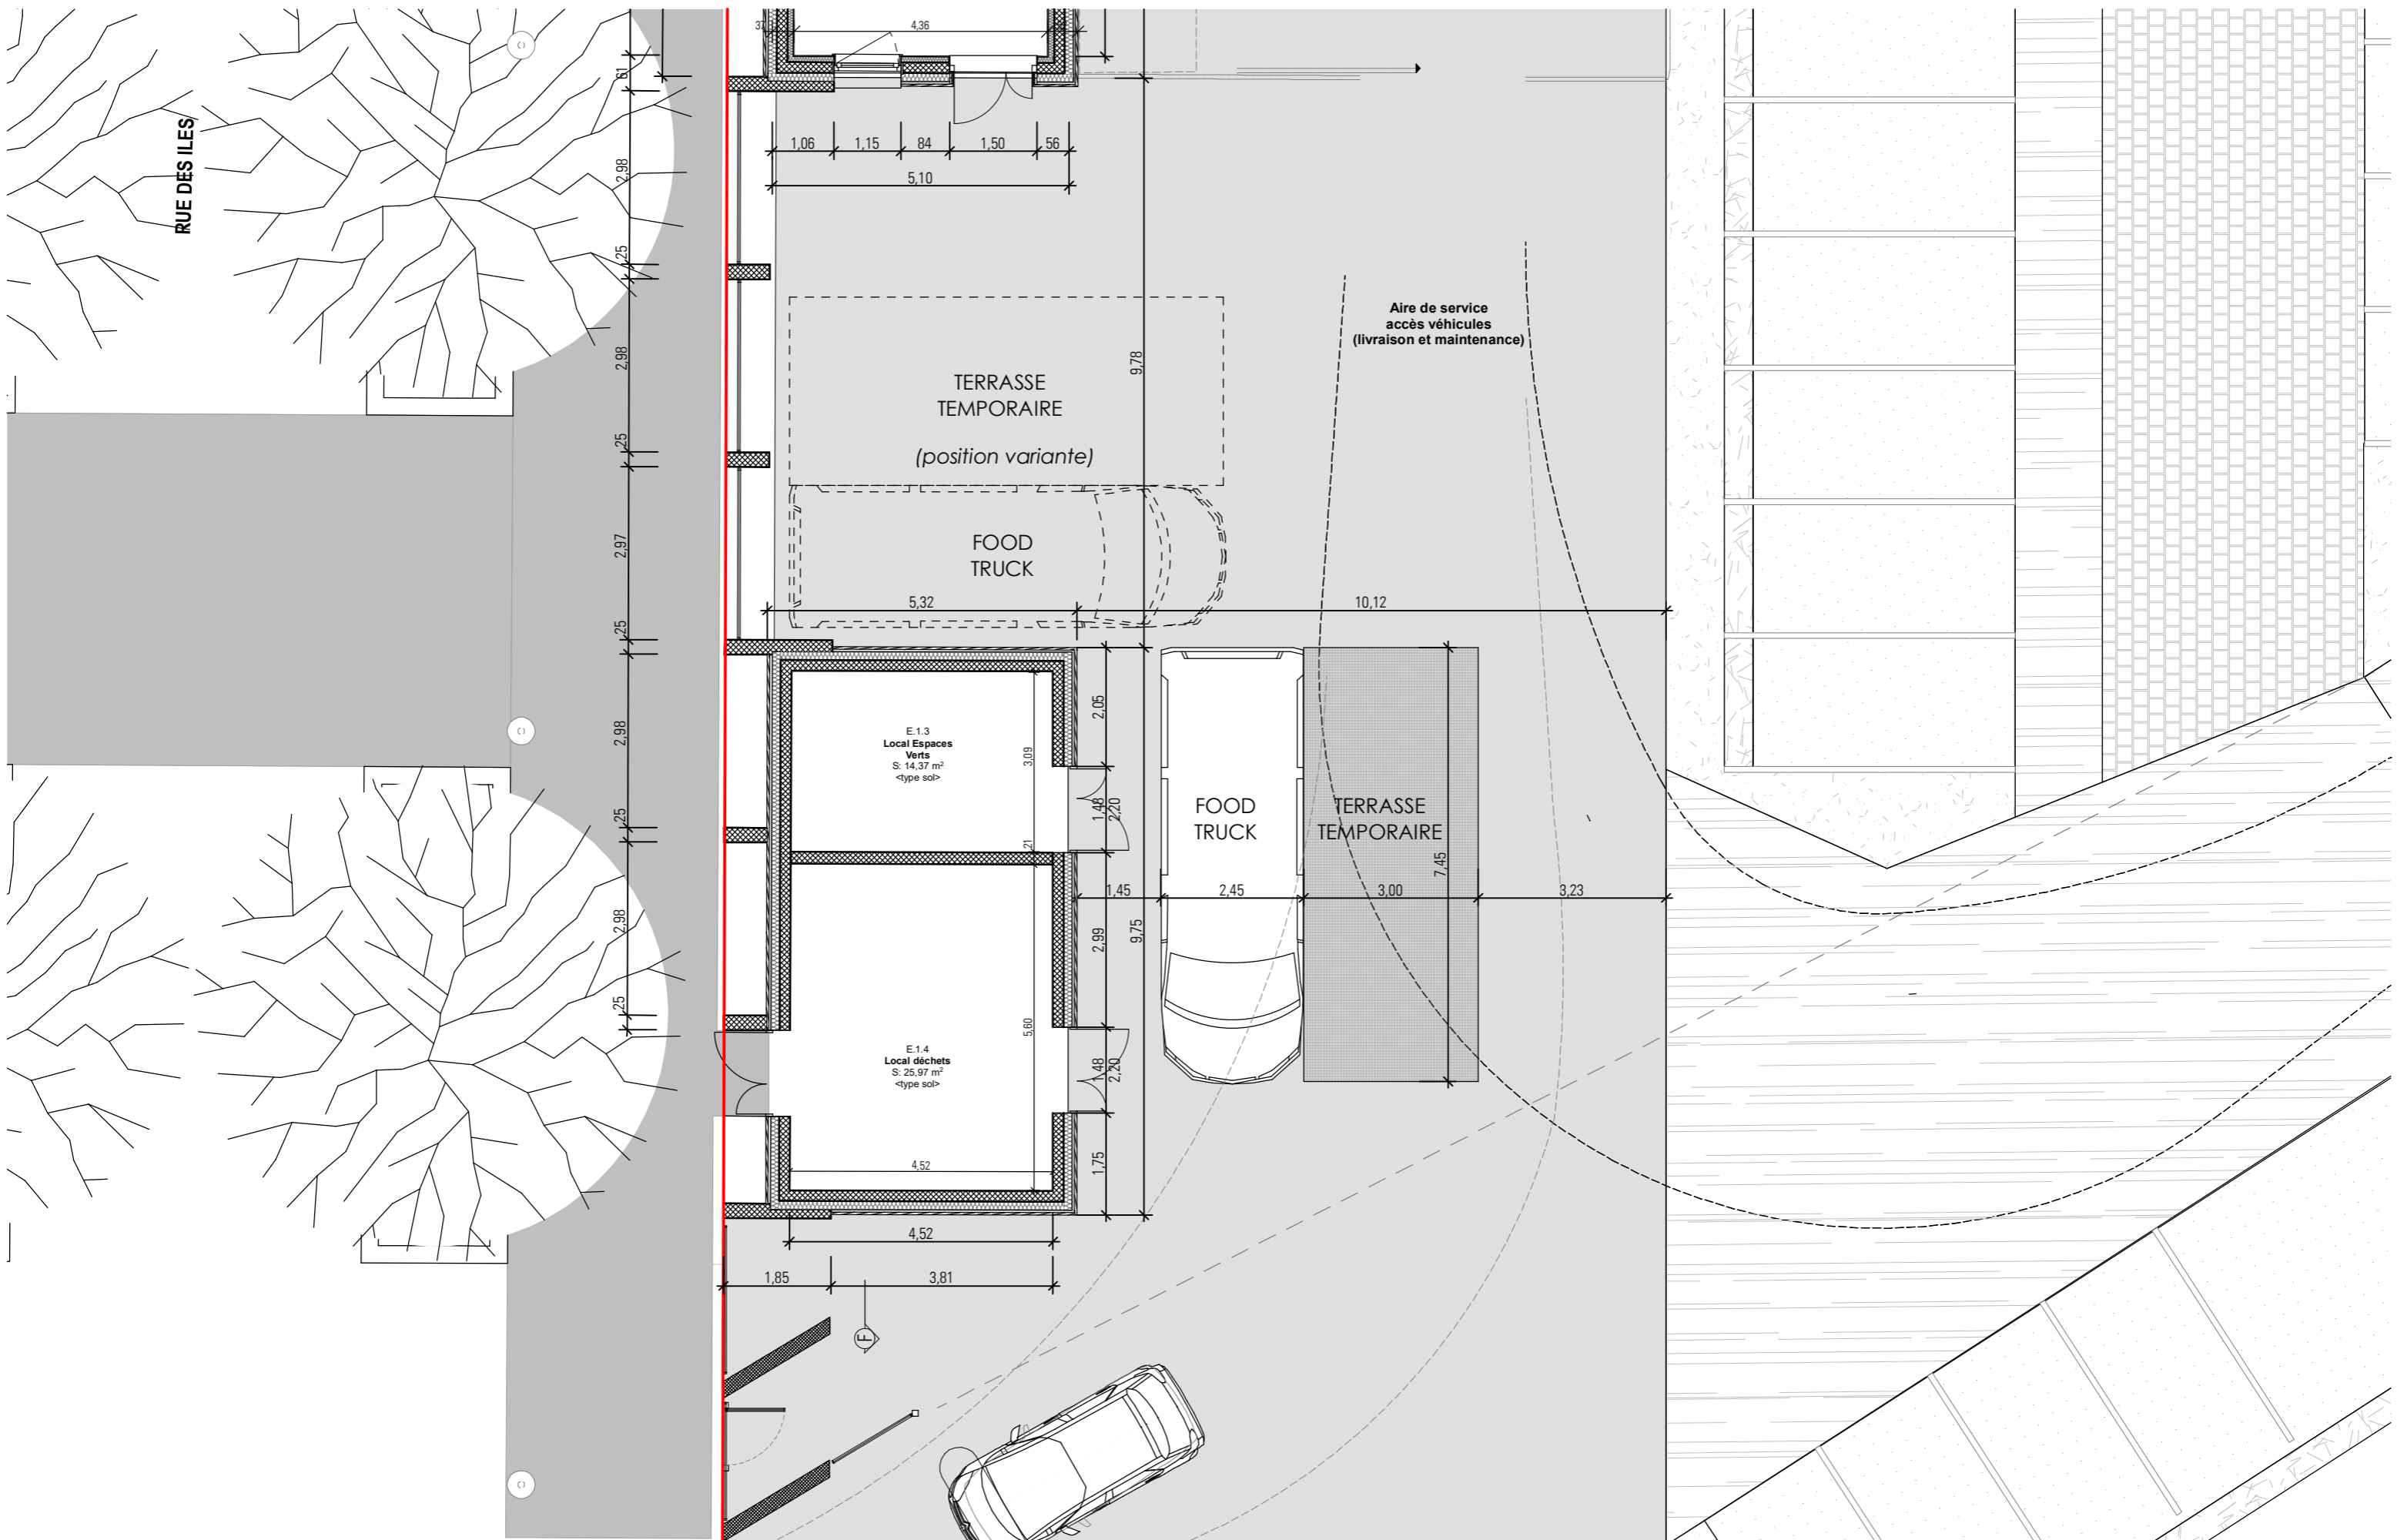 37
4,36
61
RUE DES ILES
1,06
1,15
84
1,50
56
5,10
2,98
25
2,98
25
2,97
25
2,98
25
2,98
25
9,78
Aire de service
accès véhicules
(livraison et maintenance)
TERRASSE
TEMPORAIRE
(position variante)
FOOD
TRUCK
5,32
10,12
E.1.3
Local Espaces
Verts
S: 14,37 m²
<type sol>
3,09
21
2,05
1,48
2,20
FOOD
TRUCK
TERRASSE
TEMPORAIRE
7,45
1,45
2,45
3,00
3,23
2,99
9,75
E.1.4
Local déchets
S: 25,97 m²
<type sol>
5,60
1,48
2,20
4,52
1,75
4,52
1,85
3,81
F